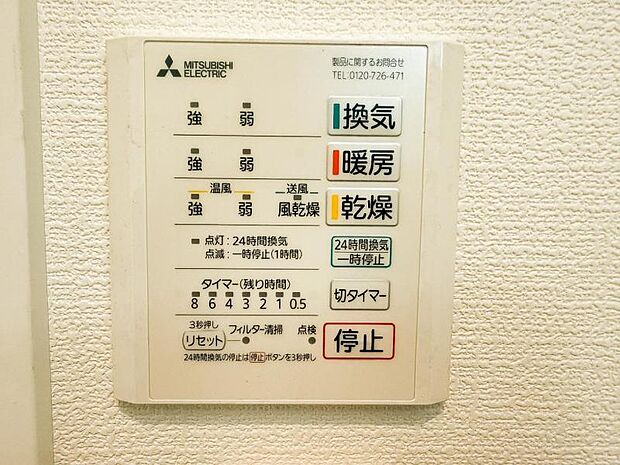 MITSUBISHI ELECTRIC
製品に関するお問合せ
TEL:0120-726-471
強 弱 換気
強 弱 暖房
温風 送風
強 弱 風乾燥 乾燥
点灯:24時間換気
点滅:一時停止(1時間)
24時間換気
一時停止
タイマー(残り時間)
8 6 4 3 2 1 0.5
切タイマー
3秒押し
リセット フィルター清掃 点検
停止
24時間換気の停止は停止ボタンを3秒押し